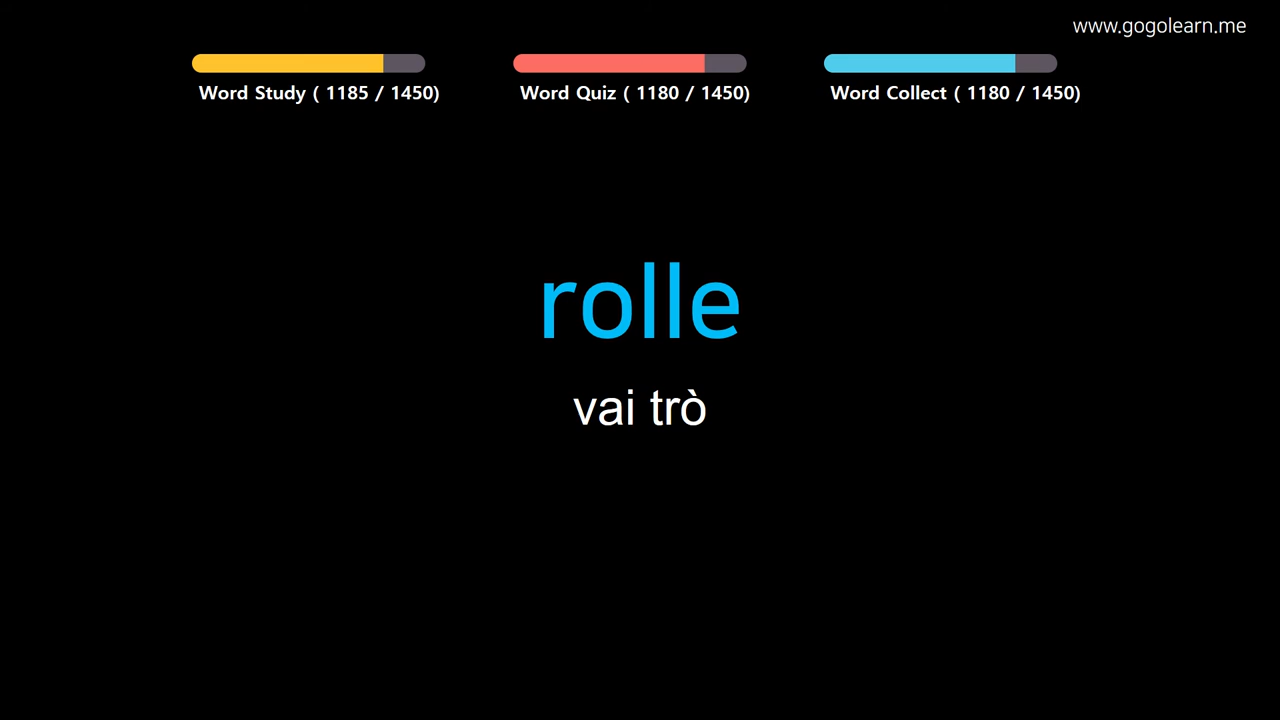 www.gogolearn.me
Word Study ( 1185 / 1450)
Word Quiz ( 1180 / 1450)
Word Collect ( 1180 / 1450)
rolle
vai trò